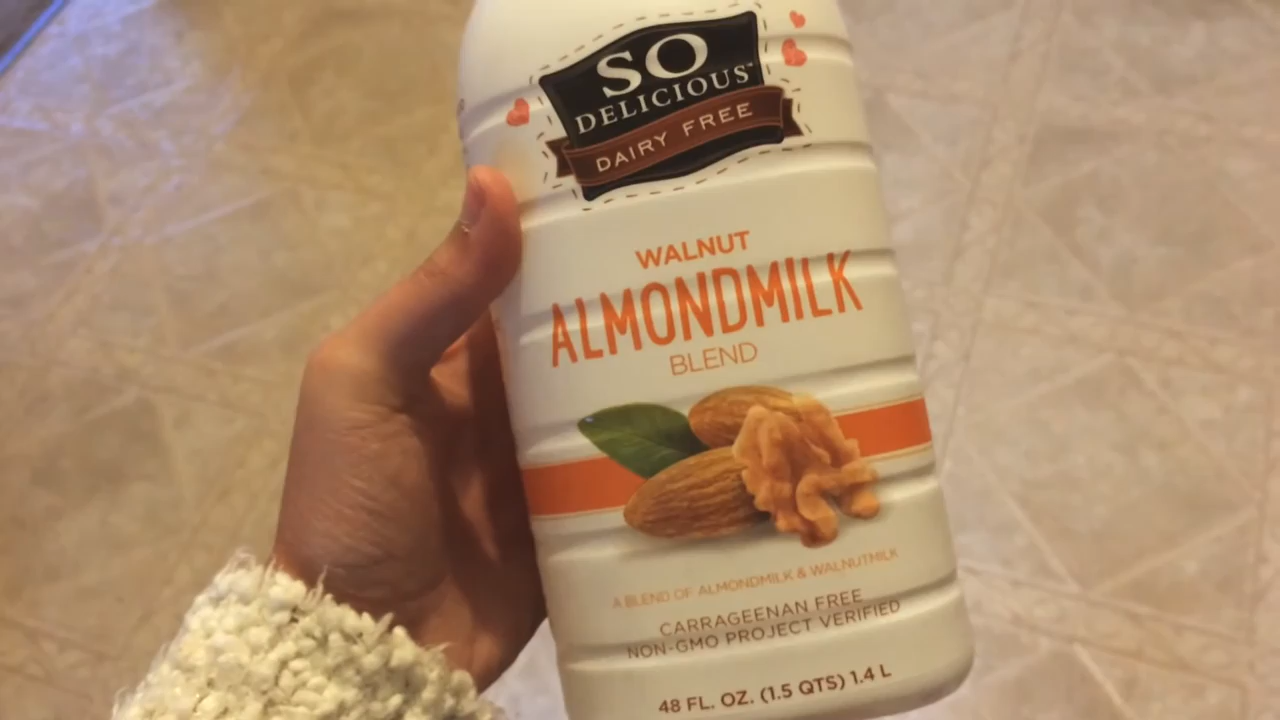 SO
DELICIOUS™
DAIRY FREE
WALNUT
ALMONDMILK
BLEND
A BLEND OF ALMONDMILK & WALNUTMILK
CARRAGEENAN FREE
NON-GMO PROJECT VERIFIED
48 FL. OZ. (1.5 QTS) 1.4 L